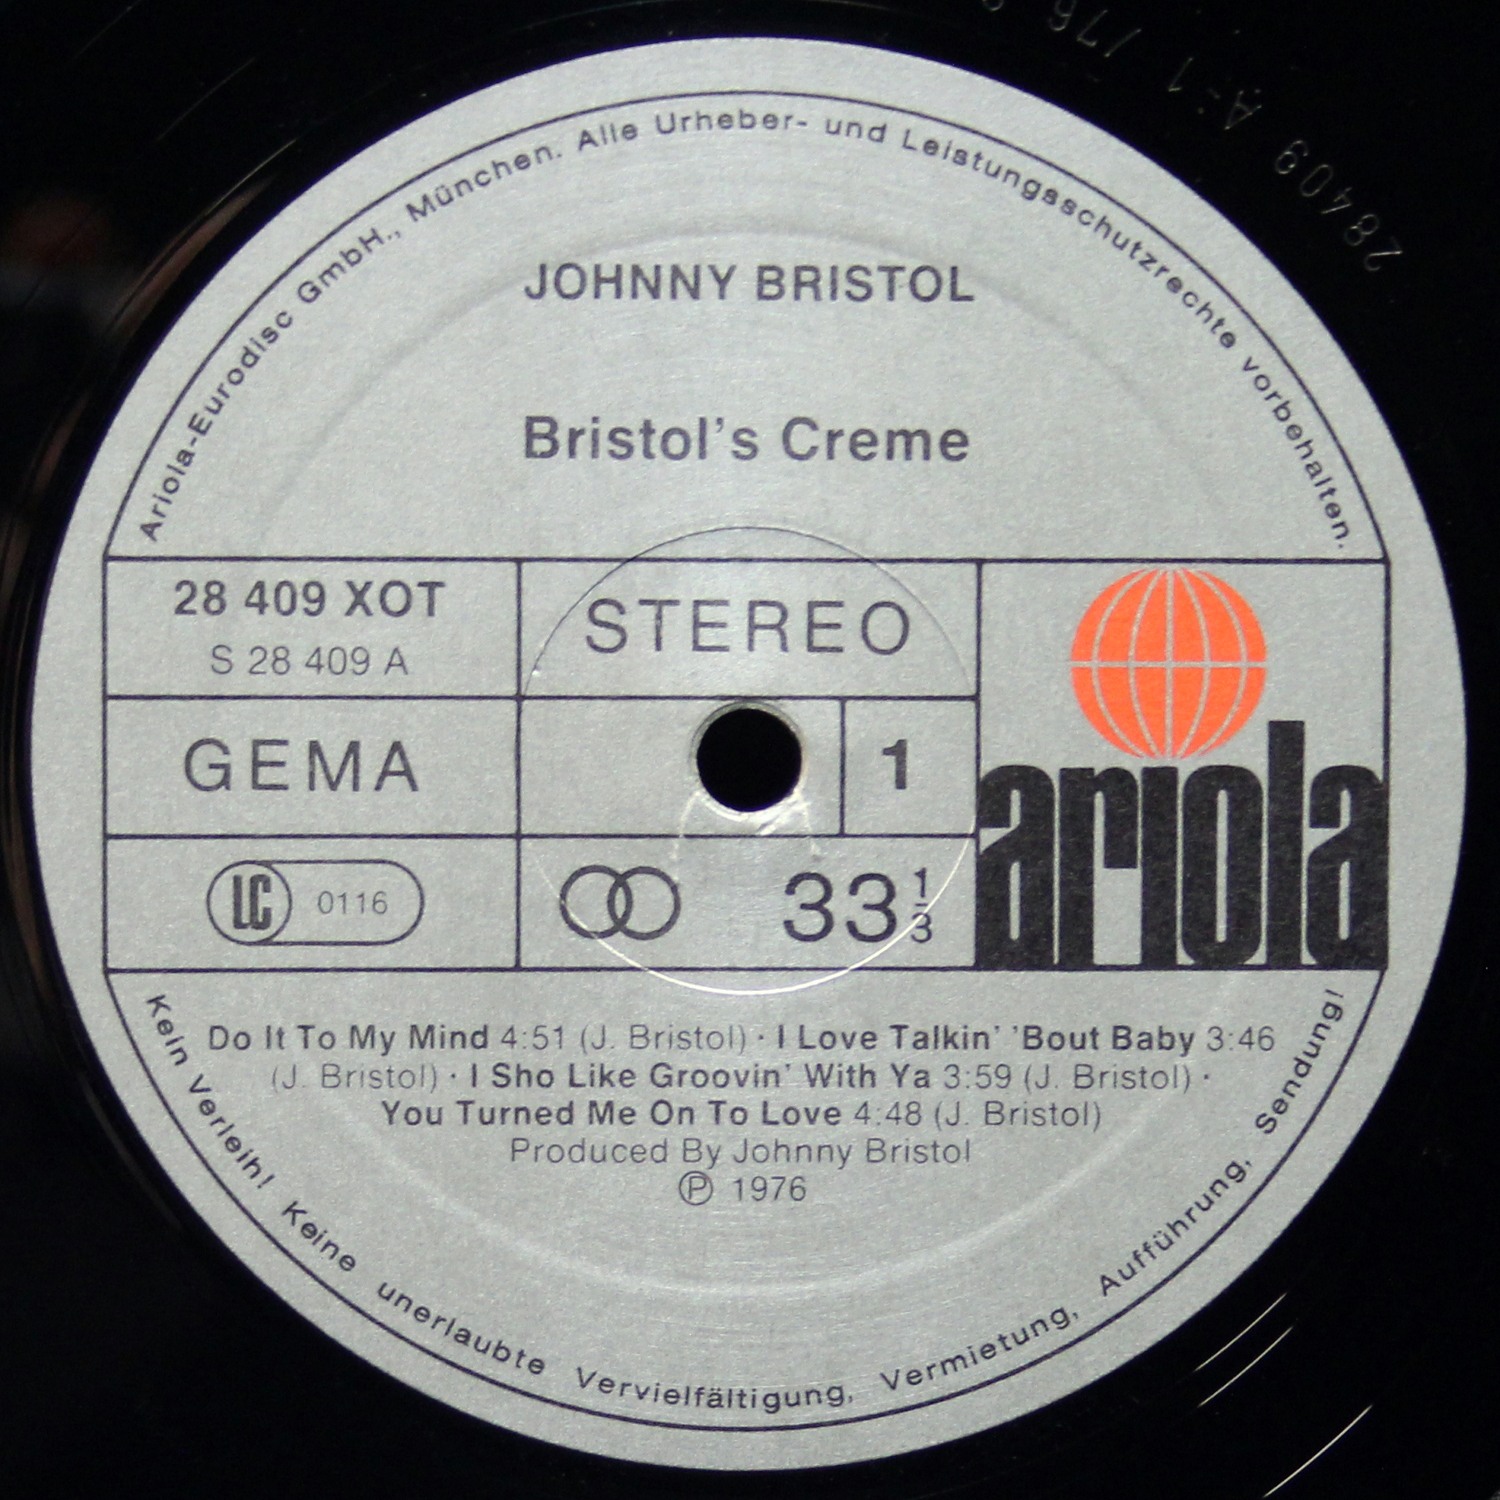 Ariola-Eurodisc GmbH., München. Alle Urheber- und Leistungsschutzrechte vorbehalten.
JOHNNY BRISTOL
Bristol's Creme
28 409 XOT
S 28 409 A
STEREO
GEMA
1
LC 0116
33 1/3
ariola
Do It To My Mind 4:51 (J. Bristol) · I Love Talkin' 'Bout Baby 3:46
(J. Bristol) · I Sho Like Groovin' With Ya 3:59 (J. Bristol) ·
You Turned Me On To Love 4:48 (J. Bristol)
Produced By Johnny Bristol
Ⓟ 1976
Kein Verleih! Keine unerlaubte Vervielfältigung, Vermietung, Aufführung, Sendung!
28409 A-1 /76